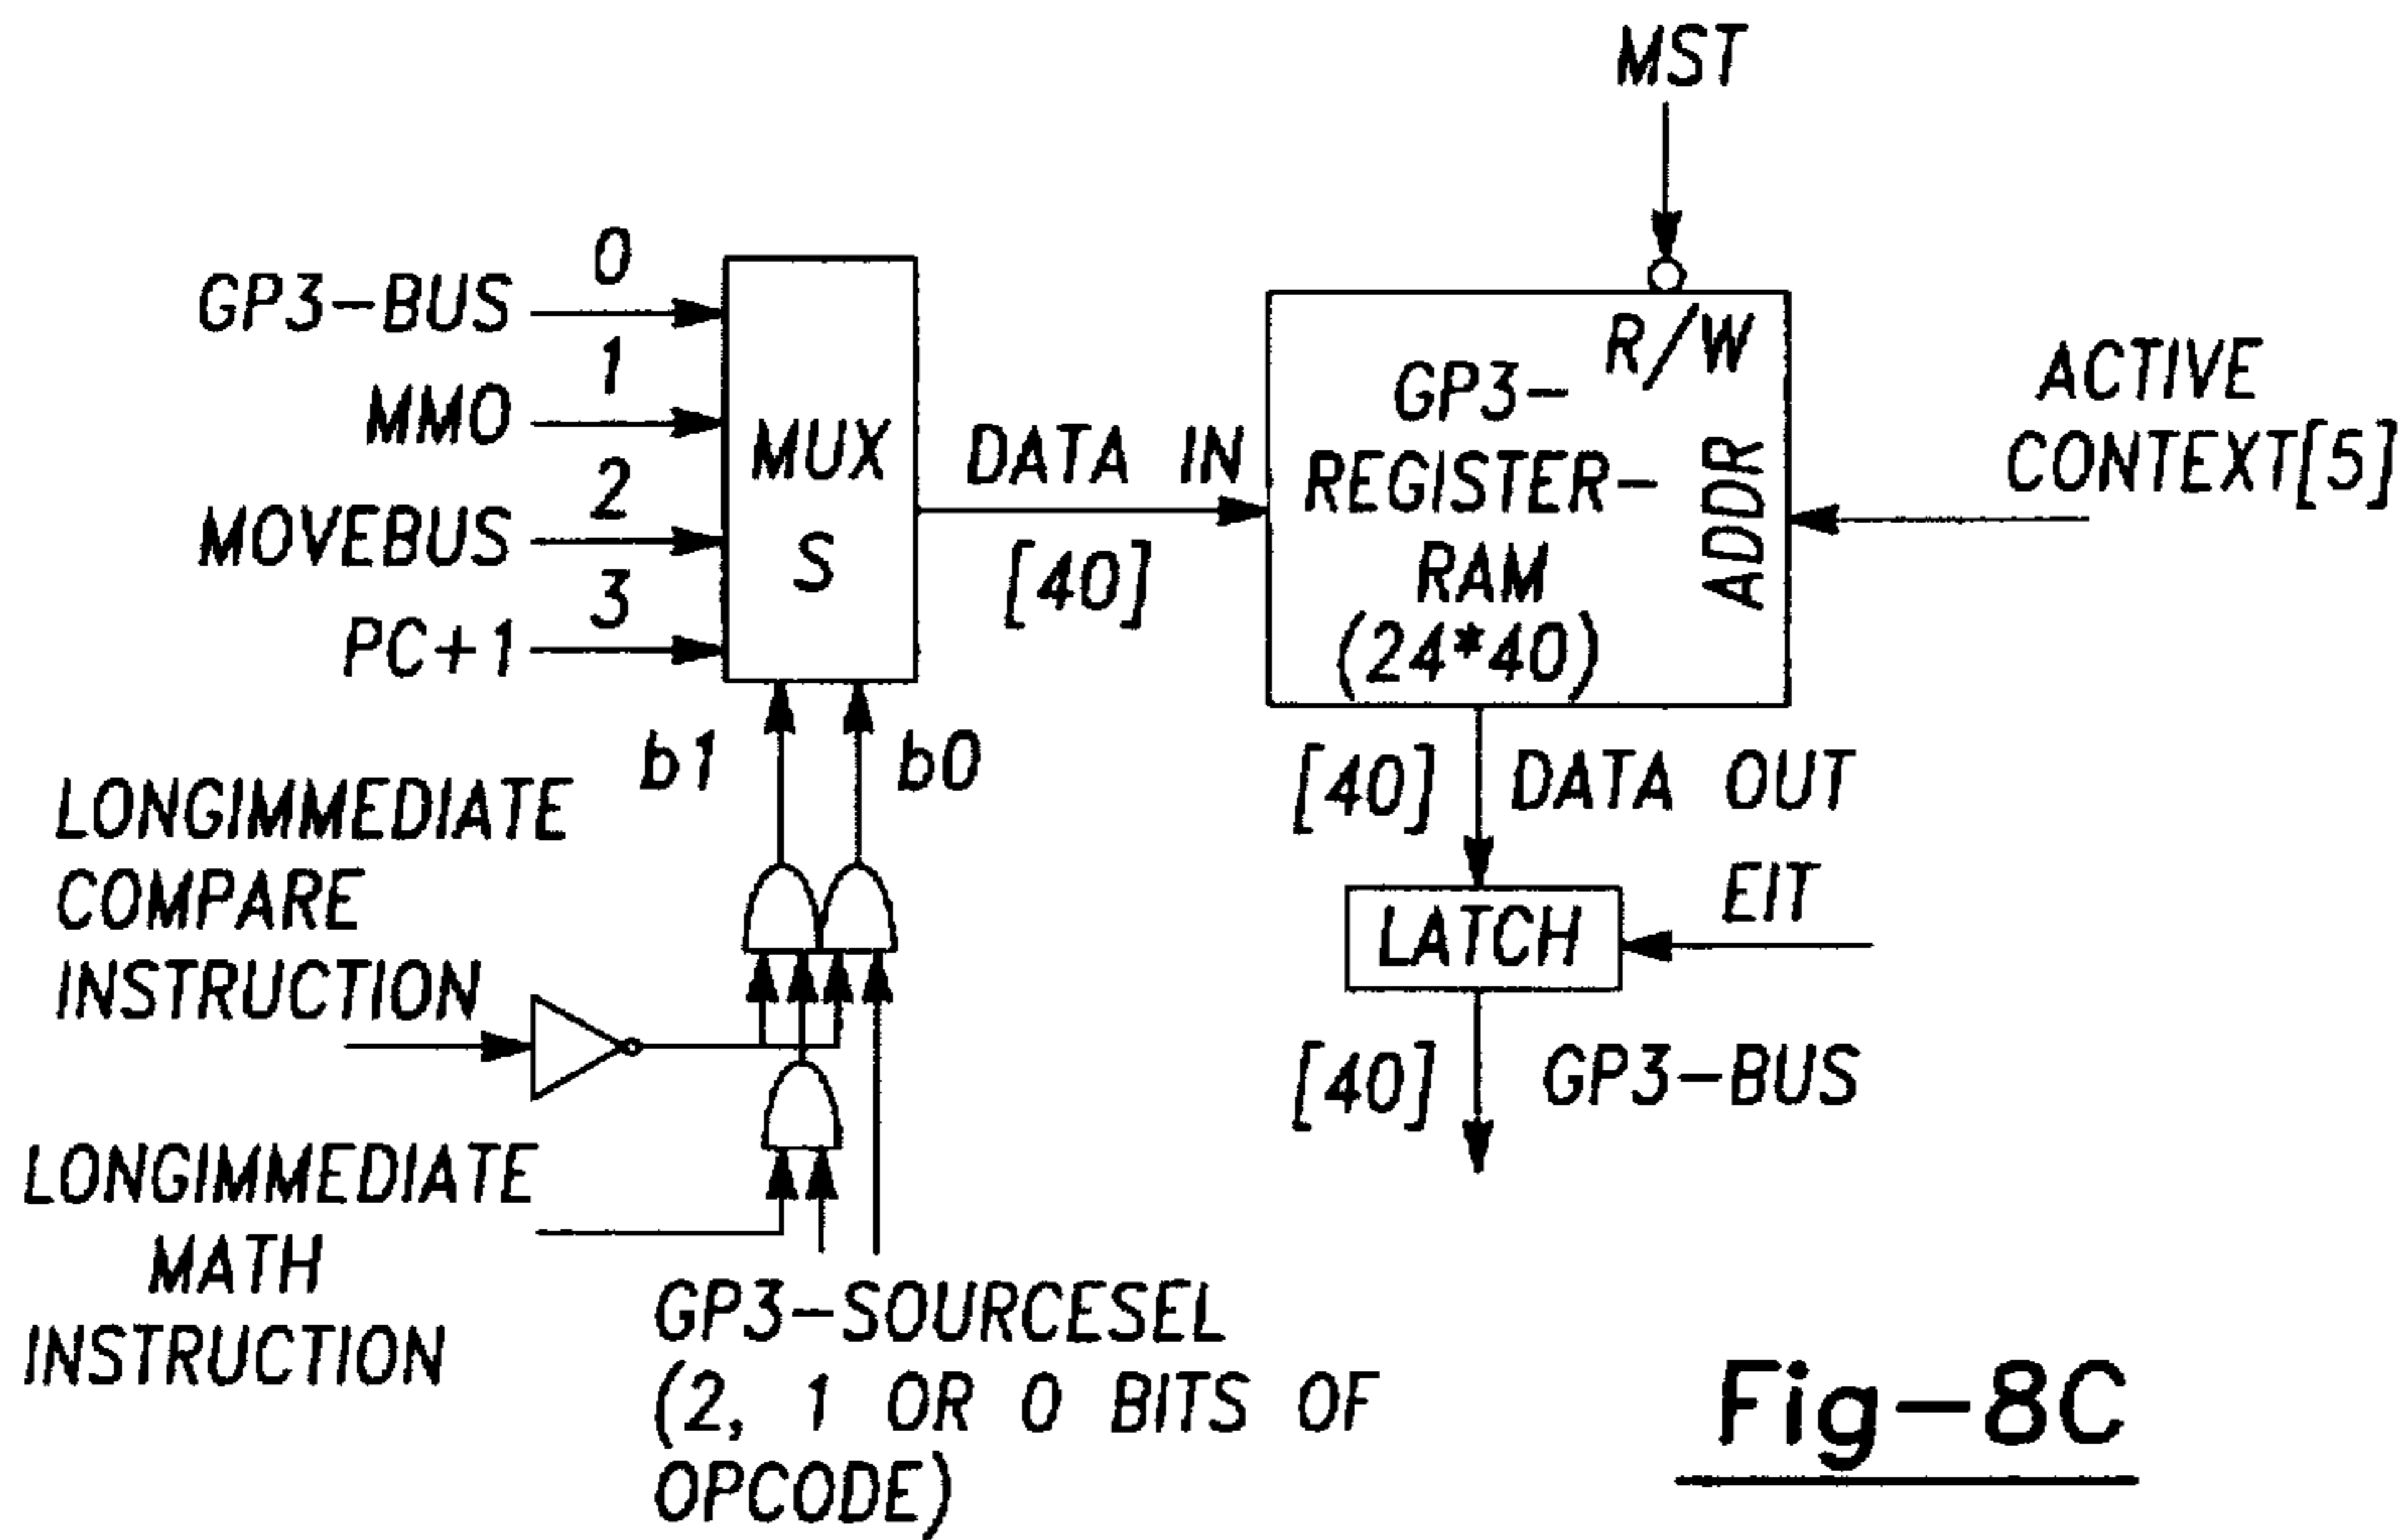 MST
GP3-BUS
0
MMO
1
MOVEBUS
2
PC+1
3
MUX
S
DATA IN
[40]
R/W
GP3-
REGISTER-
RAM
(24*40)
ADDR
ACTIVE
CONTEXT[5]
b1
b0
[40]
DATA OUT
LATCH
EIT
[40]
GP3-BUS
LONGIMMEDIATE
COMPARE
INSTRUCTION
LONGIMMEDIATE
MATH
INSTRUCTION
GP3-SOURCESEL
(2, 1 OR 0 BITS OF
OPCODE)
Fig-8C